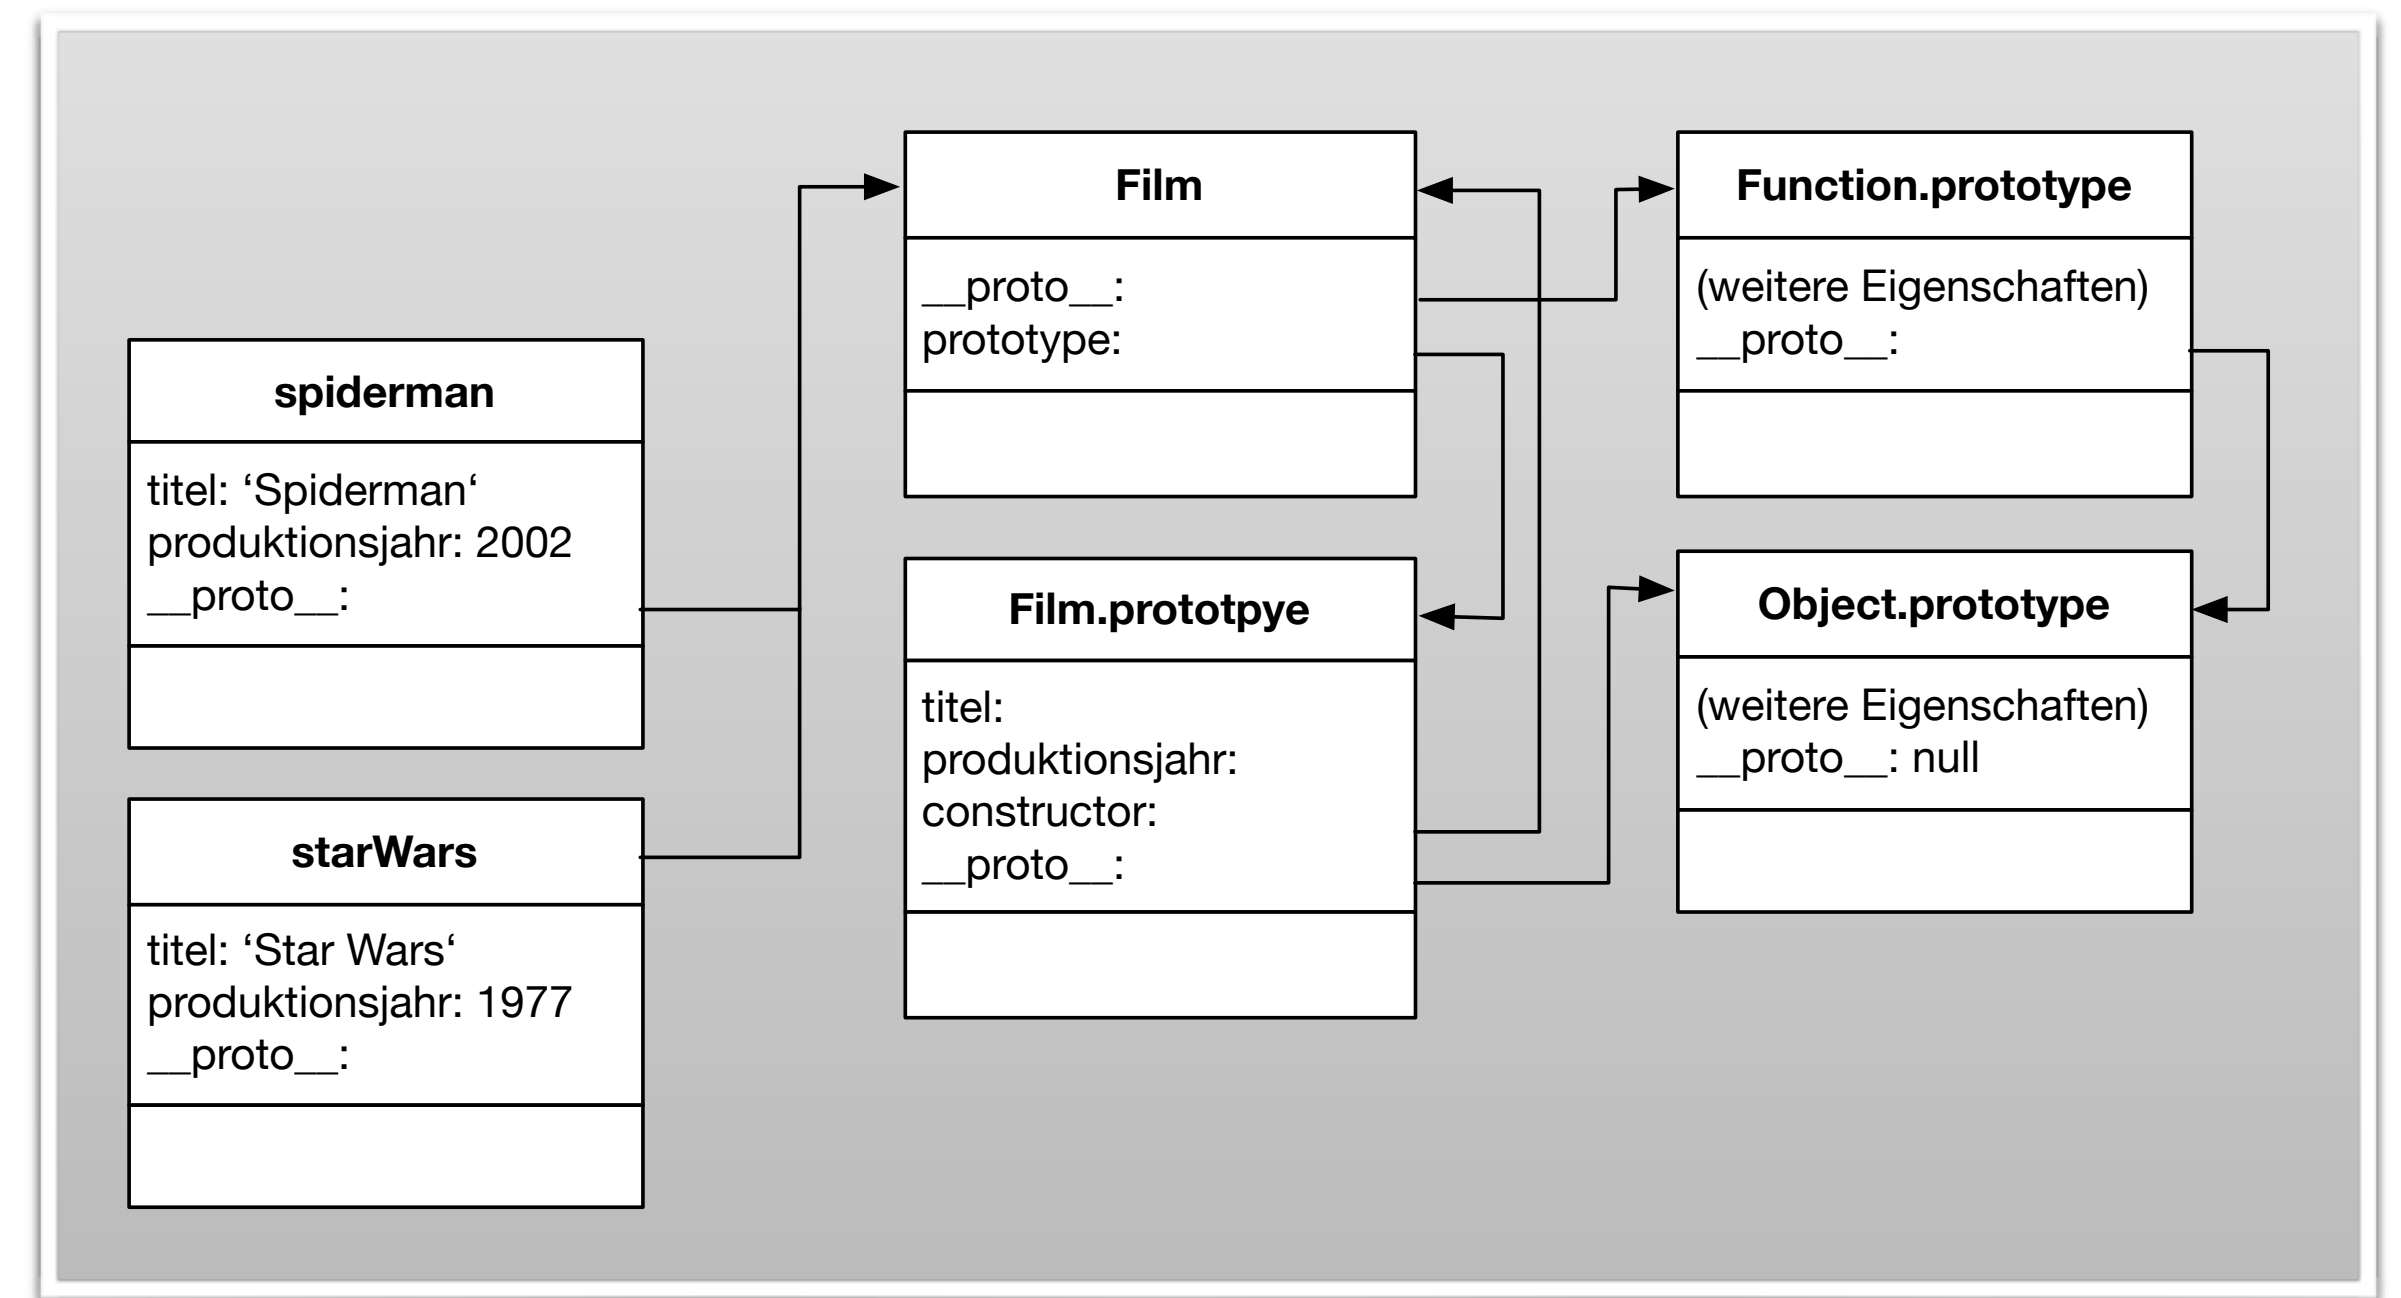 spiderman
titel: ‘Spiderman‘
produktionsjahr: 2002
__proto__:
starWars
titel: ‘Star Wars‘
produktionsjahr: 1977
__proto__:
Film
__proto__:
prototype:
Film.prototpye
titel:
produktionsjahr:
constructor:
__proto__:
Function.prototype
(weitere Eigenschaften)
__proto__:
Object.prototype
(weitere Eigenschaften)
__proto__: null